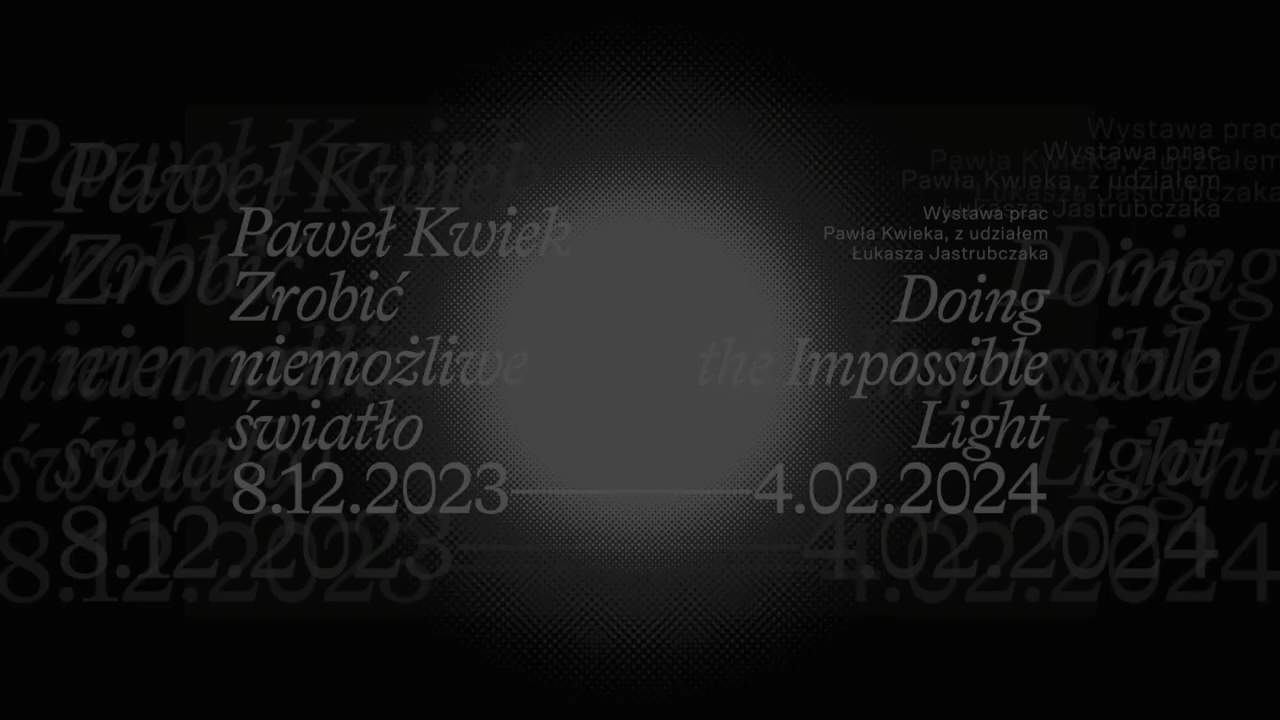 Paweł Kwiek
Zrobić
niemożliwe
światło
8.12.2023
Wystawa prac
Pawła Kwieka, z udziałem
Łukasza Jastrubczaka
Doing
the Impossible
Light
4.02.2024